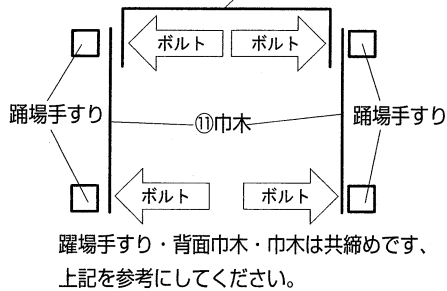 ボルト ボルト
踊場手すり ⑪巾木 踊場手すり
ボルト ボルト
躍場手すり・背面巾木・巾木は共締めです、
上記を参考にしてください。